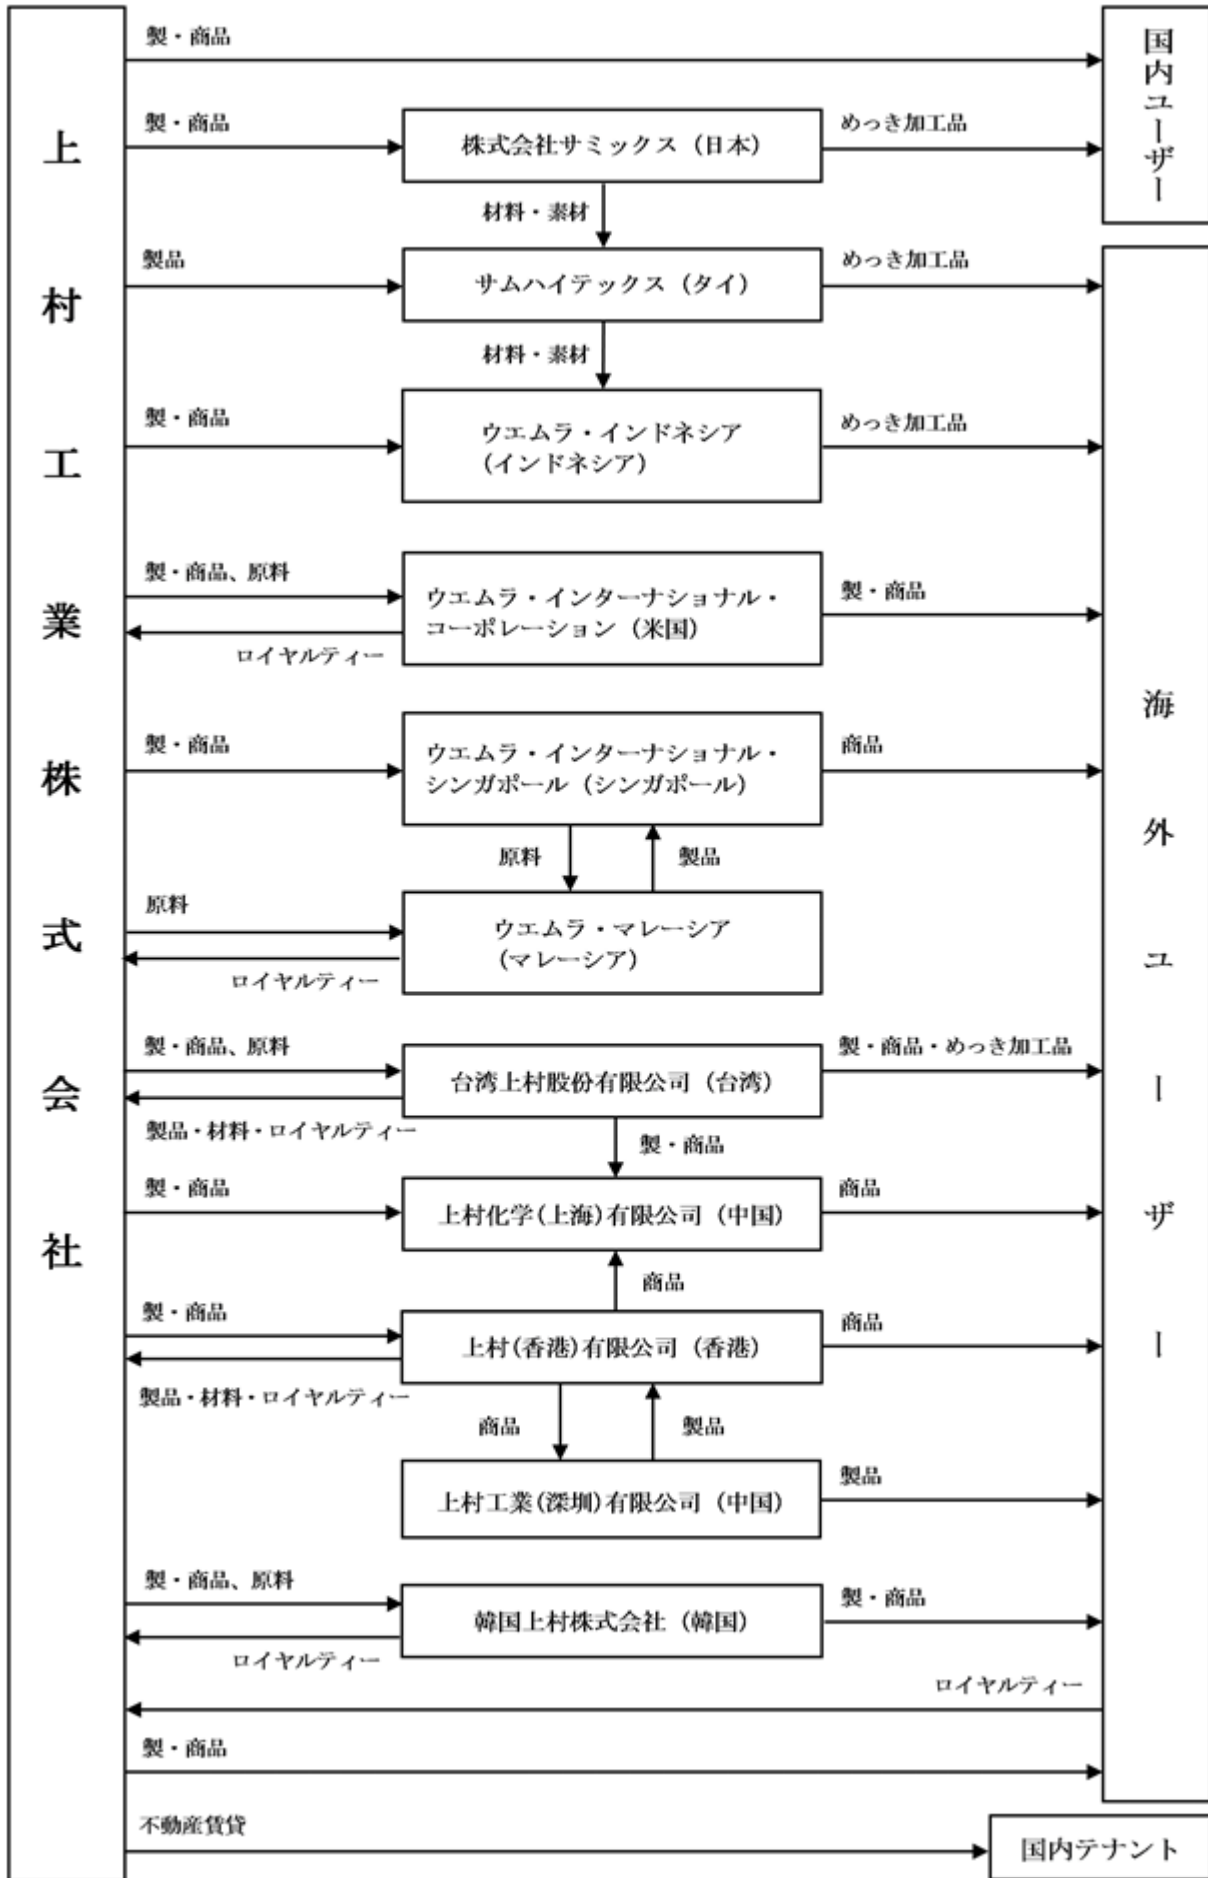 上村工業株式会社
製・商品
国内ユーザー
製・商品
株式会社サミックス（日本）
めっき加工品
材料・素材
製品
サムハイテックス（タイ）
めっき加工品
材料・素材
製・商品
ウエムラ・インドネシア
（インドネシア）
めっき加工品
製・商品、原料
ウエムラ・インターナショナル・
コーポレーション（米国）
製・商品
ロイヤルティー
製・商品
ウエムラ・インターナショナル・
シンガポール（シンガポール）
商品
海外ユーザー
原料
製品
原料
ウエムラ・マレーシア
（マレーシア）
ロイヤルティー
製・商品、原料
台湾上村股份有限公司（台湾）
製・商品・めっき加工品
製品・材料・ロイヤルティー
製・商品
製・商品
上村化学(上海)有限公司（中国）
商品
商品
製・商品
上村(香港)有限公司（香港）
商品
製品・材料・ロイヤルティー
商品
製品
上村工業(深圳)有限公司（中国）
製品
製・商品、原料
韓国上村株式会社（韓国）
製・商品
ロイヤルティー
ロイヤルティー
製・商品
不動産賃貸
国内テナント